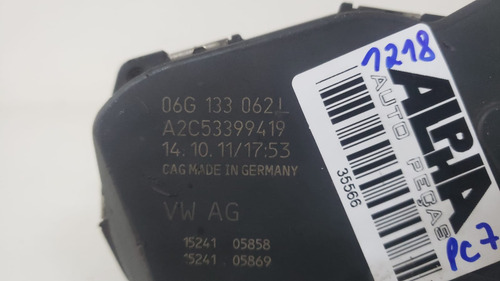 06G 133 062L
A2C53399419
14.10.11/17:53
CAG MADE IN GERMANY
VW AG
15241 05858
15241 05869
1218
ALPHA
AUTO PEÇAS
35566
PC7